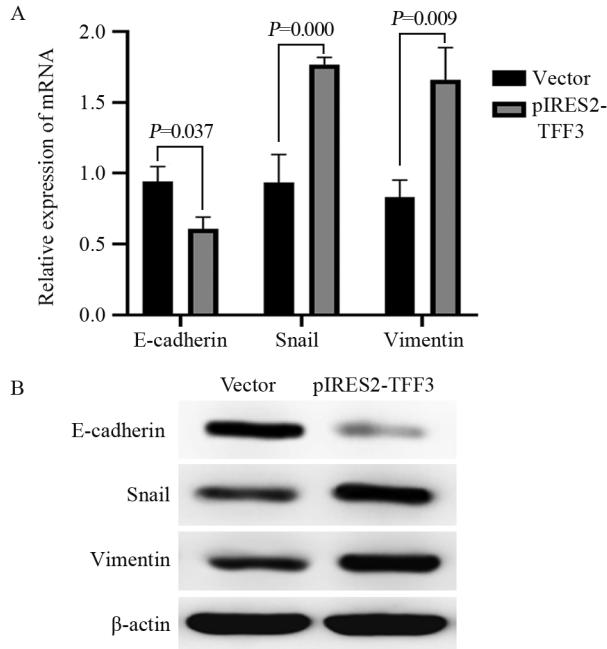 A
Relative expression of mRNA
2.0
1.5
1.0
0.5
0.0
P=0.037
P=0.000
P=0.009
E-cadherin
Snail
Vimentin
Vector
pIRES2-
TFF3
B
Vector pIRES2-TFF3
E-cadherin
Snail
Vimentin
β-actin